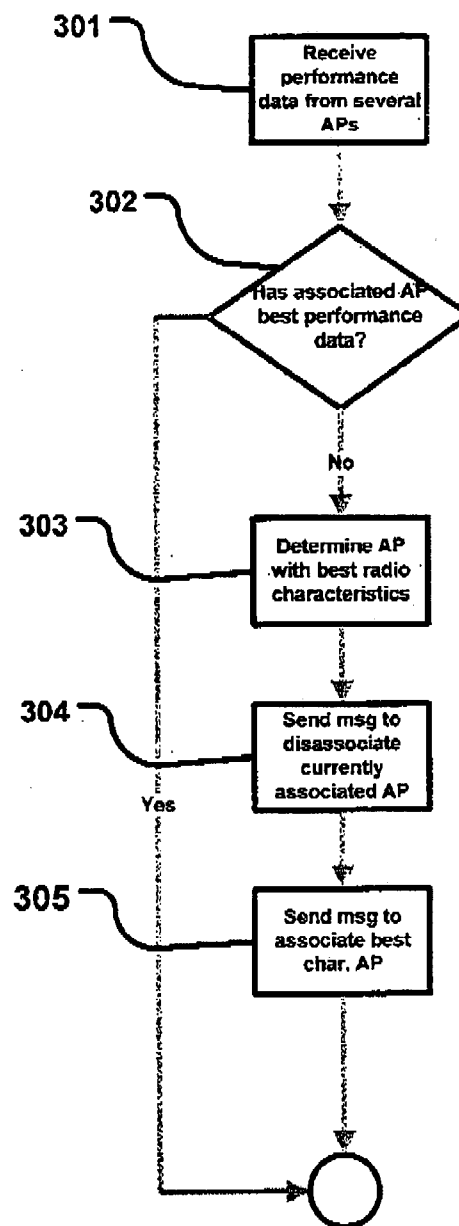 301
Receive
performance
data from several
APs
302
Has associated AP
best performance
data?
No
303
Determine AP
with best radio
characteristics
304
Send msg to
disassociate
currently
associated AP
Yes
305
Send msg to
associate best
char. AP